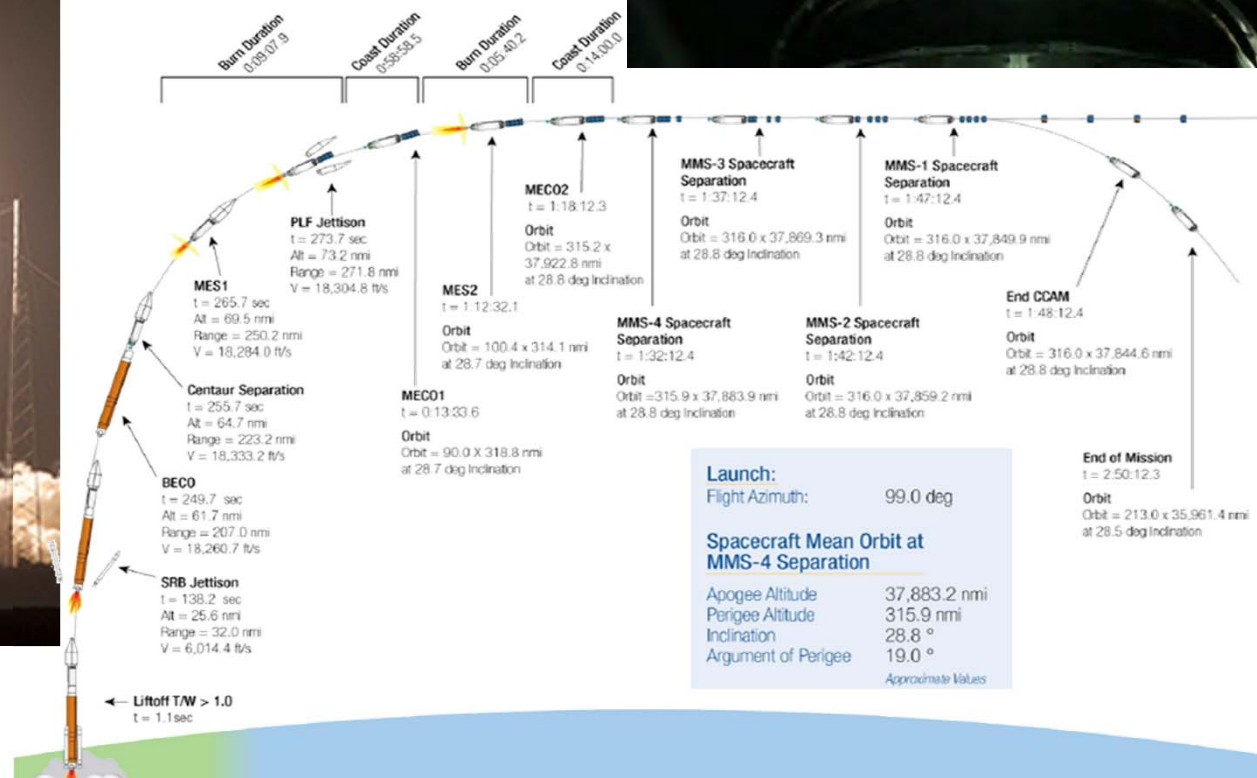 Burn Duration
0:09:07.9
Coast Duration
0:58:58.5
Burn Duration
0:05:40.2
Coast Duration
0:14:00.0
Liftoff T/W > 1.0
t = 1.1sec
SRB Jettison
t = 138.2 sec
Alt = 25.6 nmi
Range = 32.0 nmi
V = 6,014.4 ft/s
BECO
t = 249.7 sec
Alt = 61.7 nmi
Range = 207.0 nmi
V = 18,260.7 ft/s
Centaur Separation
t = 255.7 sec
Alt = 64.7 nmi
Range = 223.2 nmi
V = 18,333.2 ft/s
MES1
t = 265.7 sec
Alt = 69.5 nmi
Range = 250.2 nmi
V = 18,284.0 ft/s
PLF Jettison
t = 273.7 sec
Alt = 73.2 nmi
Range = 271.8 nmi
V = 18,304.8 ft/s
MECO1
t = 0:13:33.6
Orbit
Orbit = 90.0 X 318.8 nmi
at 28.7 deg Inclination
MES2
t = 1:12:32.1
Orbit
Orbit = 100.4 x 314.1 nmi
at 28.7 deg Inclination
MECO2
t = 1:18:12.3
Orbit
Orbit = 315.2 x
37,922.8 nmi
at 28.8 deg Inclination
MMS-4 Spacecraft
Separation
t = 1:32:12.4
Orbit
Orbit =315.9 x 37,883.9 nmi
at 28.8 deg Inclination
MMS-3 Spacecraft
Separation
t = 1:37:12.4
Orbit
Orbit = 316.0 x 37,869.3 nmi
at 28.8 deg Inclination
MMS-2 Spacecraft
Separation
t = 1:42:12.4
Orbit
Orbit = 316.0 x 37,859.2 nmi
at 28.8 deg Inclination
MMS-1 Spacecraft
Separation
t = 1:47:12.4
Orbit
Orbit = 316.0 x 37,849.9 nmi
at 28.8 deg Inclination
End CCAM
t = 1:48:12.4
Orbit
Orbit = 316.0 x 37,844.6 nmi
at 28.8 deg Inclination
End of Mission
t = 2:50:12.3
Orbit
Orbit = 213.0 x 35,961.4 nmi
at 28.5 deg Inclination
Launch:
Flight Azimuth: 99.0 deg
Spacecraft Mean Orbit at
MMS-4 Separation
Apogee Altitude 37,883.2 nmi
Perigee Altitude 315.9 nmi
Inclination 28.8 °
Argument of Perigee 19.0 °
Approximate Values